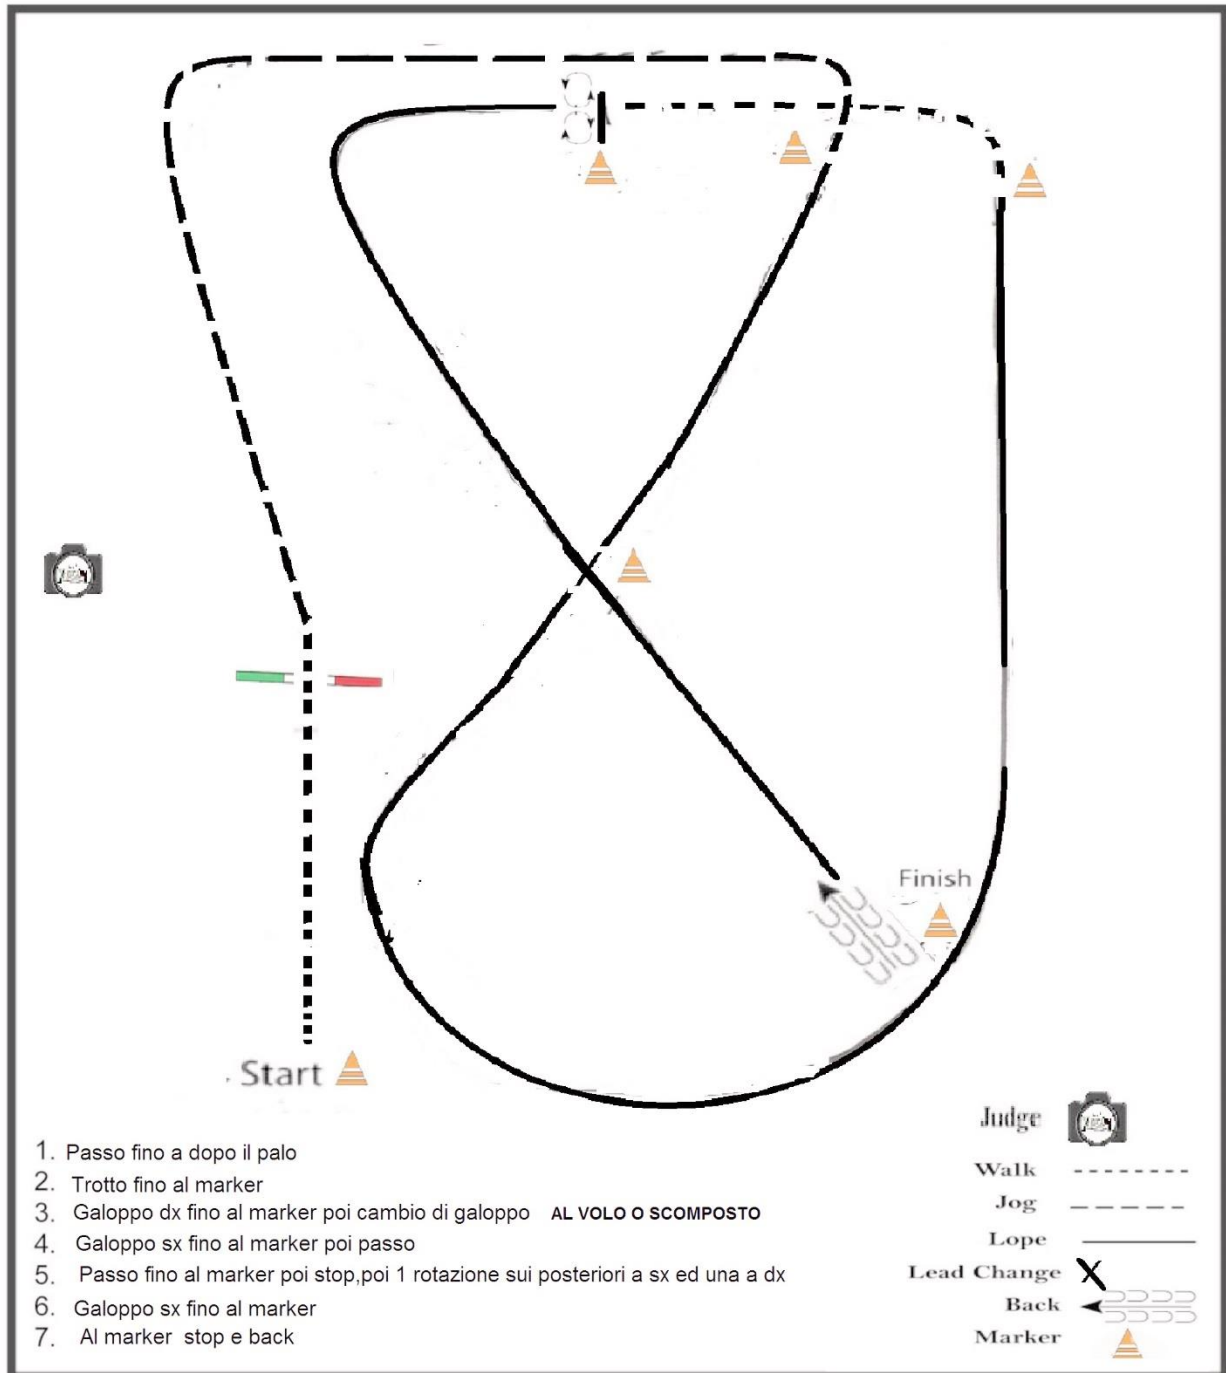 Finish
Start
1. Passo fino a dopo il palo
2. Trotto fino al marker
3. Galoppo dx fino al marker poi cambio di galoppo AL VOLO O SCOMPOSTO
4. Galoppo sx fino al marker poi passo
5. Passo fino al marker poi stop,poi 1 rotazione sui posteriori a sx ed una a dx
6. Galoppo sx fino al marker
7. Al marker stop e back
Judge
Walk
Jog
Lope
Lead Change
Back
Marker